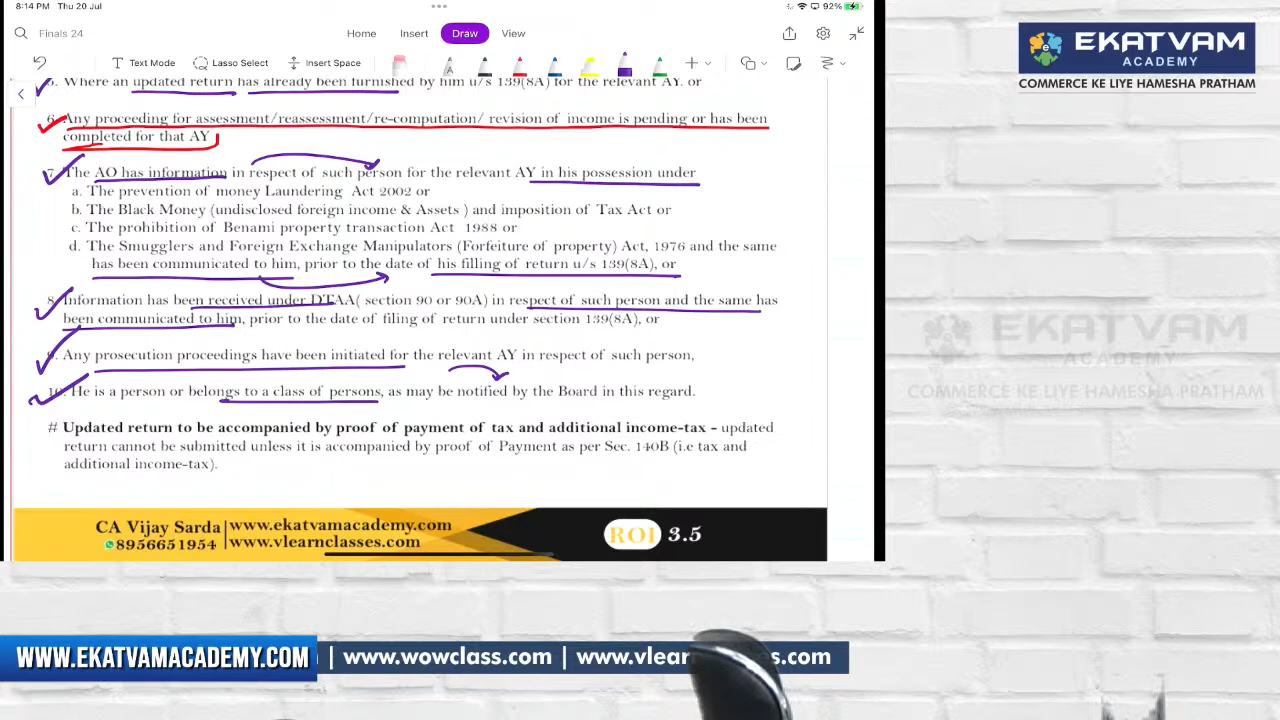 8:14 PM Thu 20 Jul
92%
Finals 24
Home Insert Draw View
Text Mode Lasso Select Insert Space
5. Where an updated return has already been furnished by him u/s 139(8A) for the relevant AY. or
6. Any proceeding for assessment/reassessment/re-computation/ revision of income is pending or has been
completed for that AY
7. The AO has information in respect of such person for the relevant AY in his possession under
a. The prevention of money Laundering Act 2002 or
b. The Black Money (undisclosed foreign income & Assets ) and imposition of Tax Act or
c. The prohibition of Benami property transaction Act 1988 or
d. The Smugglers and Foreign Exchange Manipulators (Forfeiture of property) Act, 1976 and the same
has been communicated to him, prior to the date of his filling of return u/s 139(8A), or
8. Information has been received under DTAA( section 90 or 90A) in respect of such person and the same has
been communicated to him, prior to the date of filing of return under section 139(8A), or
9. Any prosecution proceedings have been initiated for the relevant AY in respect of such person,
10. He is a person or belongs to a class of persons, as may be notified by the Board in this regard.
# Updated return to be accompanied by proof of payment of tax and additional income-tax - updated
return cannot be submitted unless it is accompanied by proof of Payment as per Sec. 140B (i.e tax and
additional income-tax).
CA Vijay Sarda www.ekatvamacademy.com
8956651954 www.vlearnclasses.com
ROI 3.5
EKATVAM
ACADEMY
COMMERCE KE LIYE HAMESHA PRATHAM
EKATVAM
ACADEMY
COMMERCE KE LIYE HAMESHA PRATHAM
WWW.EKATVAMACADEMY.COM | www.wowclass.com |